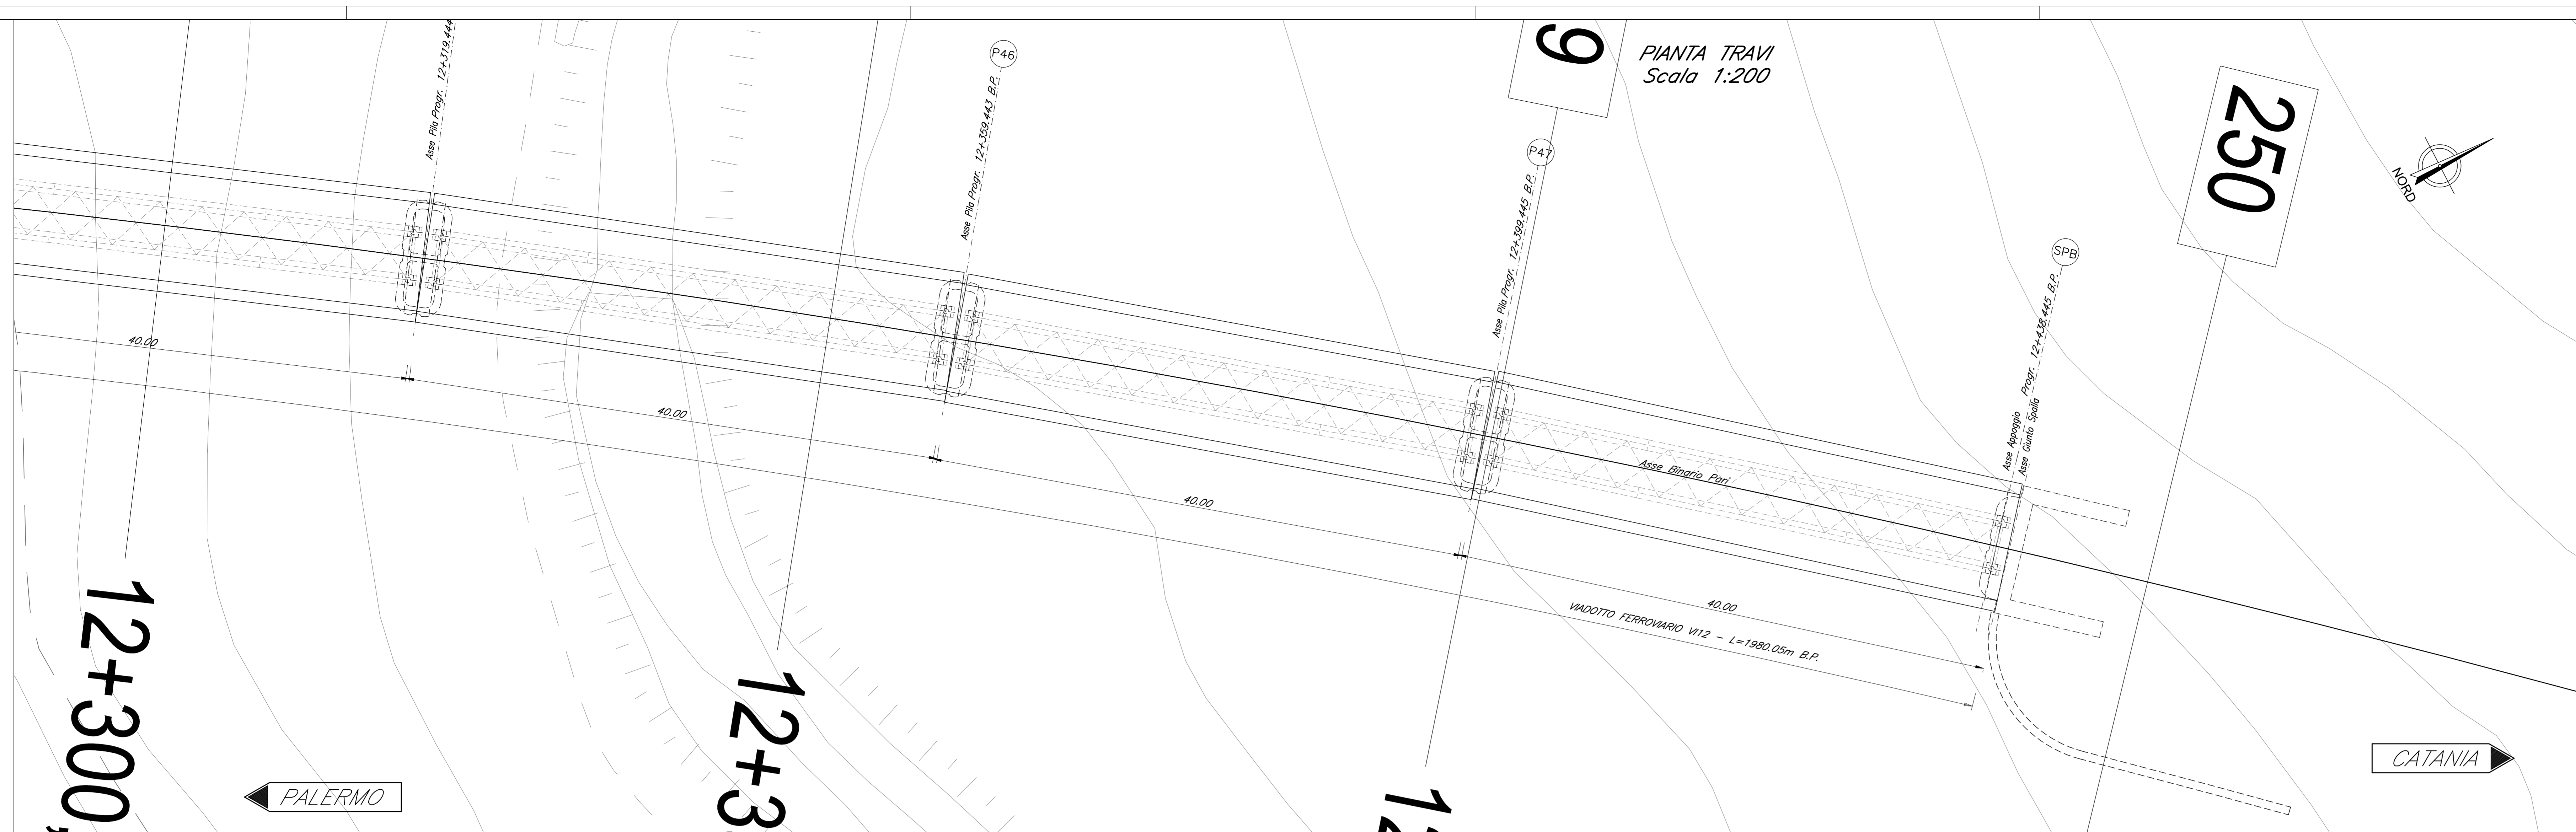 PIANTA TRAVI
Scala 1:200
9
250
NORD
Asse Pila Progr. 12+319.44
P46
Asse Pila Progr. 12+359.443 B.P.
P47
Asse Pila Progr. 12+399.445 B.P.
SPB
Asse Appoggio Progr. 12+438.445 B.P.
Asse Giunto Spalla
Asse Binario Pari
40.00
40.00
40.00
40.00
VIADOTTO FERROVIARIO VI12 - L=1980.05m B.P.
12+300
12+3
12
PALERMO
CATANIA